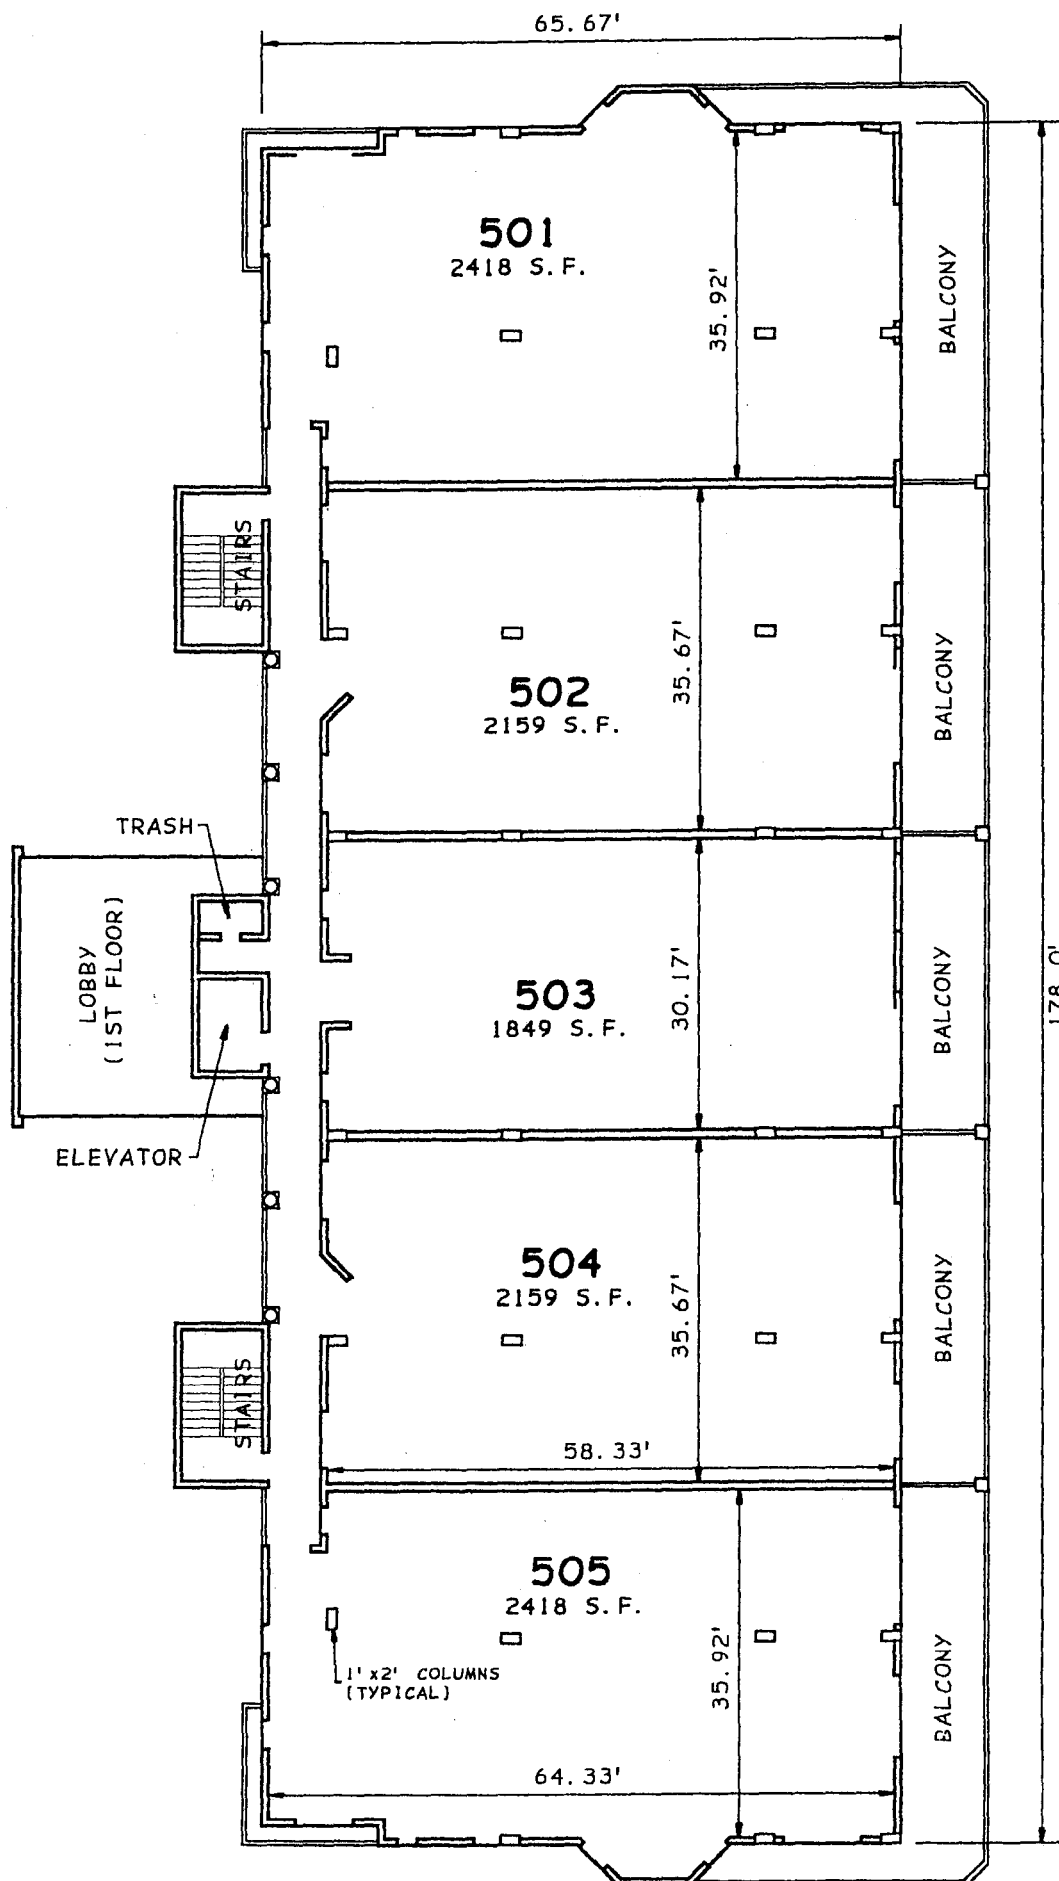 65.67'
501
2418 S.F.
35.92'
BALCONY
STAIRS
502
2159 S.F.
35.67'
BALCONY
TRASH
LOBBY
(1ST FLOOR)
503
1849 S.F.
30.17'
BALCONY
178.0'
ELEVATOR
504
2159 S.F.
35.67'
BALCONY
STAIRS
58.33'
505
2418 S.F.
35.92'
BALCONY
1'x2' COLUMNS
(TYPICAL)
64.33'